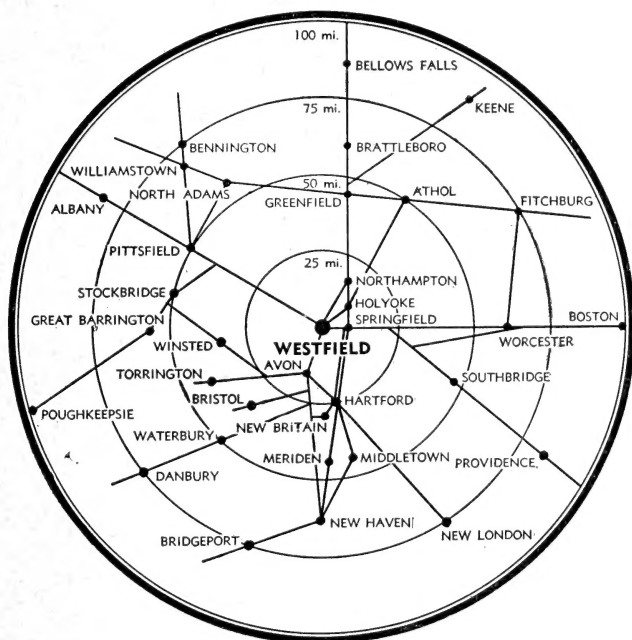 100 mi.
BELLOWS FALLS
75 mi.
KEENE
BENNINGTON
BRATTLEBORO
WILLIAMSTOWN
50 mi.
NORTH ADAMS
ATHOL
ALBANY
GREENFIELD
FITCHBURG
PITTSFIELD
25 mi.
NORTHAMPTON
STOCKBRIDGE
HOLYOKE
GREAT BARRINGTON
SPRINGFIELD
BOSTON
WINSTED
WESTFIELD
WORCESTER
AVON
TORRINGTON
SOUTHBRIDGE
BRISTOL
HARTFORD
POUGHKEEPSIE
NEW BRITAIN
WATERBURY
MERIDEN
MIDDLETOWN
PROVIDENCE
DANBURY
NEW HAVEN
NEW LONDON
BRIDGEPORT